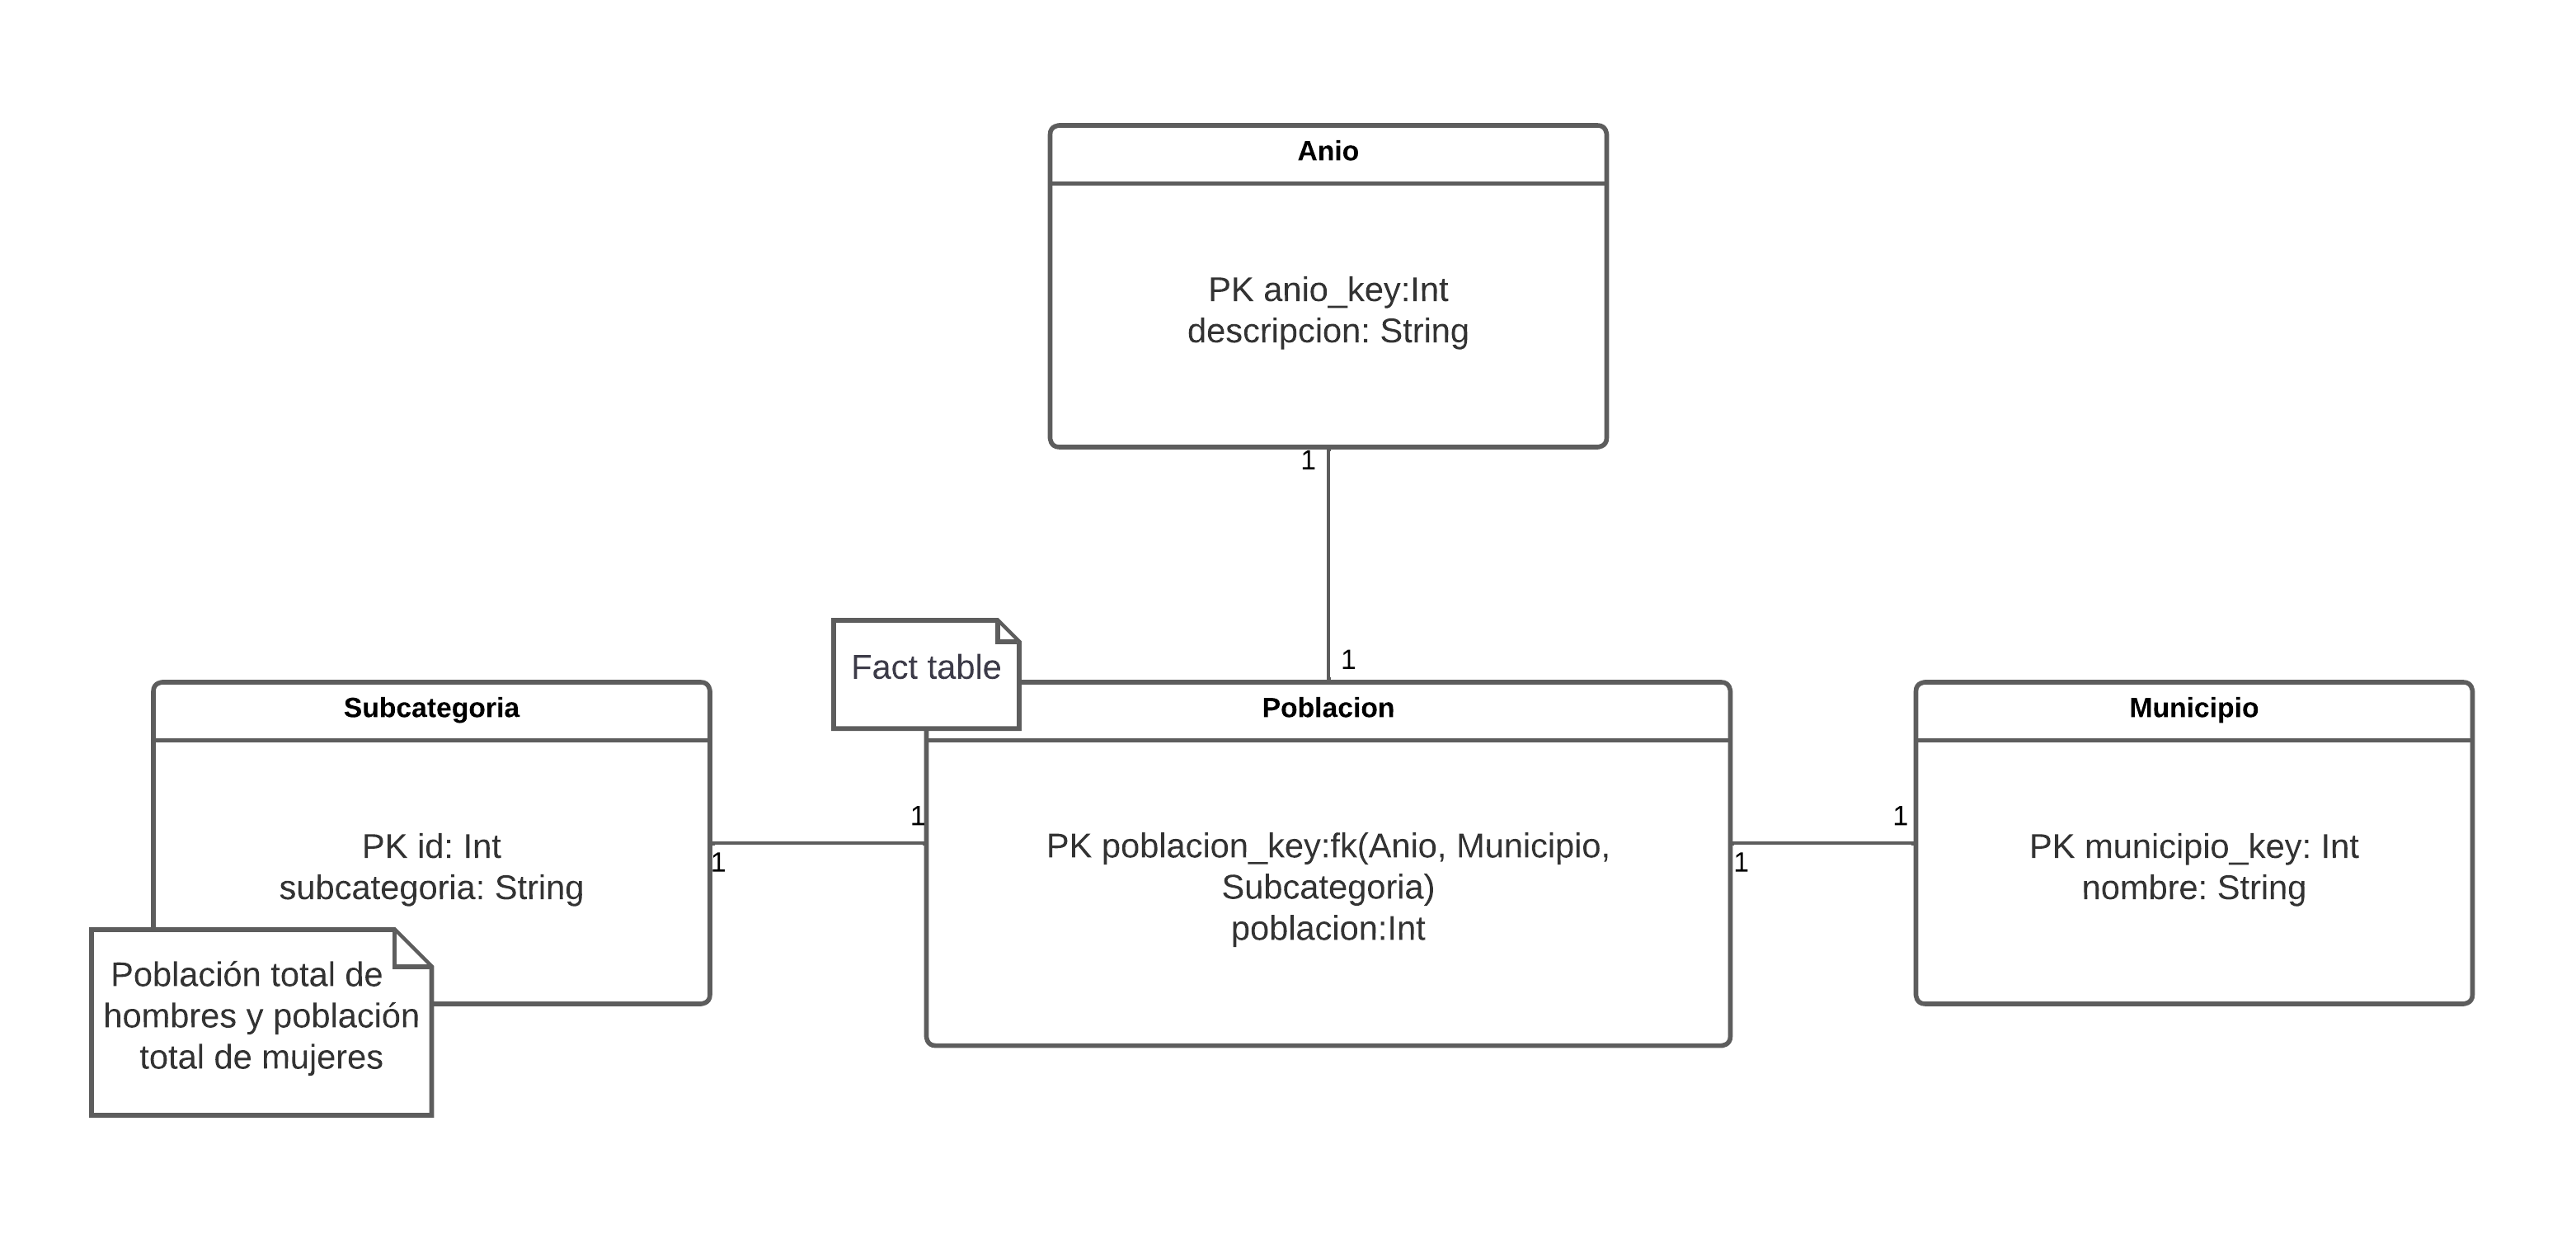 Anio
PK anio_key:Int
descripcion: String
1
1
Fact table
Subcategoria
PK id: Int
subcategoria: String
Población total de
hombres y población
total de mujeres
1
1
Poblacion
PK poblacion_key:fk(Anio, Municipio,
Subcategoria)
poblacion:Int
1
1
Municipio
PK municipio_key: Int
nombre: String